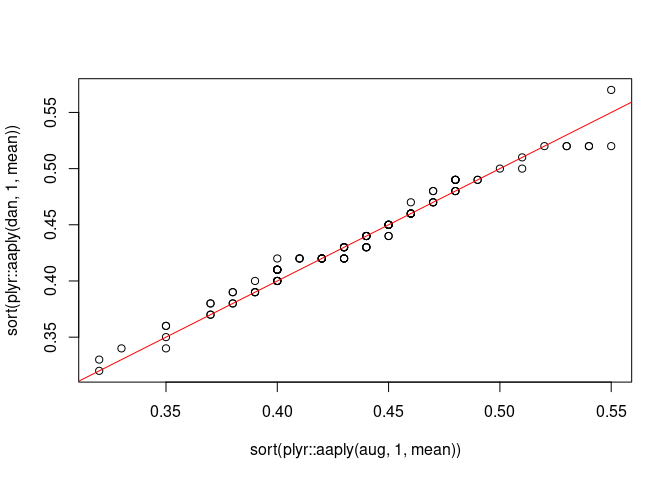 0.55
0.50
0.45
0.40
0.35
sort(plyr::aaply(dan, 1, mean))
0.35 0.40 0.45 0.50 0.55
sort(plyr::aaply(aug, 1, mean))